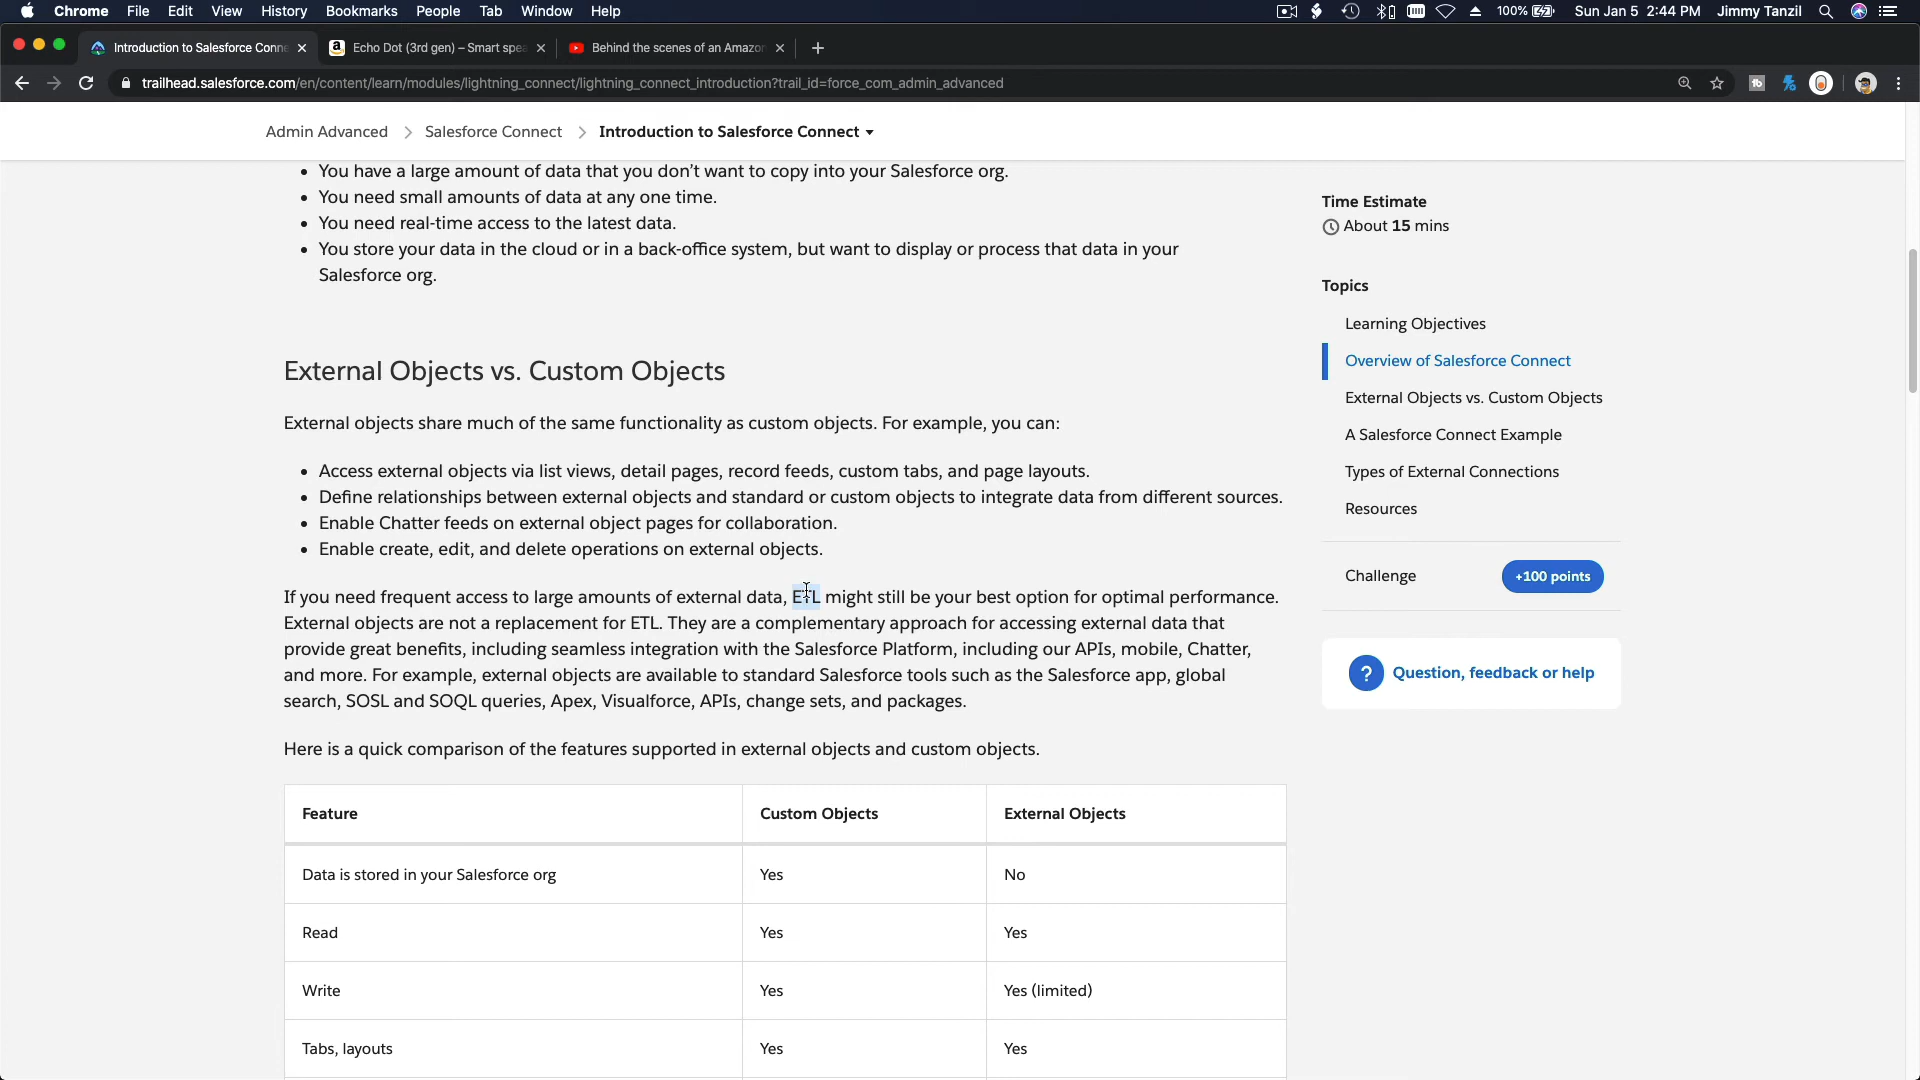 Chrome File Edit View History Bookmarks People Tab Window Help 100% Sun Jan 5 2:44 PM Jimmy Tanzil
Introduction to Salesforce Conne Echo Dot (3rd gen) – Smart spea Behind the scenes of an Amazon
trailhead.salesforce.com/en/content/learn/modules/lightning_connect/lightning_connect_introduction?trail_id=force_com_admin_advanced
Admin Advanced > Salesforce Connect > Introduction to Salesforce Connect
• You have a large amount of data that you don’t want to copy into your Salesforce org.
• You need small amounts of data at any one time.
• You need real-time access to the latest data.
• You store your data in the cloud or in a back-office system, but want to display or process that data in your
Salesforce org.
External Objects vs. Custom Objects
External objects share much of the same functionality as custom objects. For example, you can:
• Access external objects via list views, detail pages, record feeds, custom tabs, and page layouts.
• Define relationships between external objects and standard or custom objects to integrate data from different sources.
• Enable Chatter feeds on external object pages for collaboration.
• Enable create, edit, and delete operations on external objects.
If you need frequent access to large amounts of external data, ETL might still be your best option for optimal performance.
External objects are not a replacement for ETL. They are a complementary approach for accessing external data that
provide great benefits, including seamless integration with the Salesforce Platform, including our APIs, mobile, Chatter,
and more. For example, external objects are available to standard Salesforce tools such as the Salesforce app, global
search, SOSL and SOQL queries, Apex, Visualforce, APIs, change sets, and packages.
Here is a quick comparison of the features supported in external objects and custom objects.
Feature Custom Objects External Objects
Data is stored in your Salesforce org Yes No
Read Yes Yes
Write Yes Yes (limited)
Tabs, layouts Yes Yes
Time Estimate
About 15 mins
Topics
Learning Objectives
Overview of Salesforce Connect
External Objects vs. Custom Objects
A Salesforce Connect Example
Types of External Connections
Resources
Challenge +100 points
? Question, feedback or help